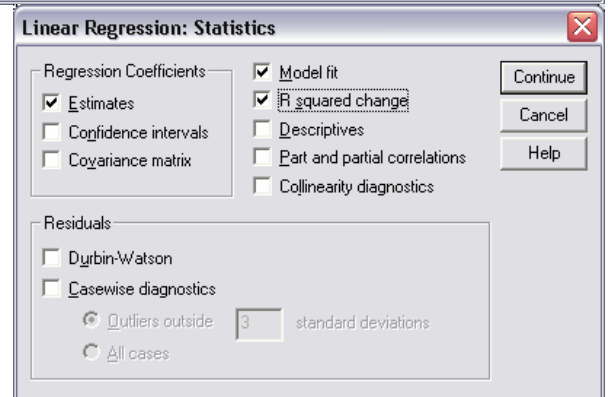 Linear Regression: Statistics
Regression Coefficients
Estimates
Confidence intervals
Covariance matrix
Model fit
R squared change
Descriptives
Part and partial correlations
Collinearity diagnostics
Continue
Cancel
Help
Residuals
Durbin-Watson
Casewise diagnostics
Outliers outside 3 standard deviations
All cases